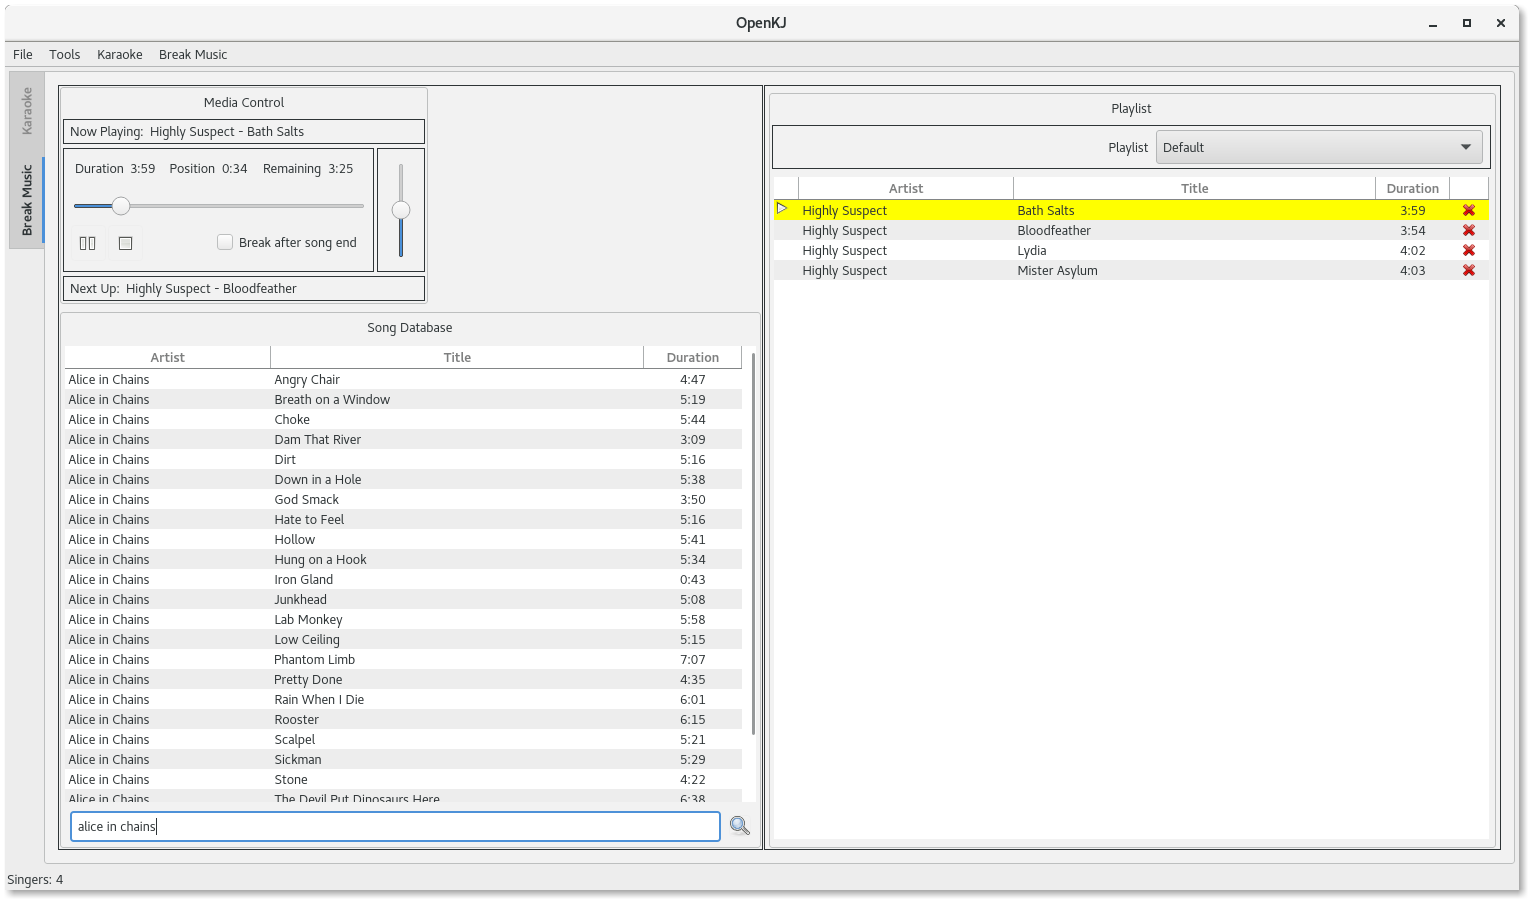 OpenKJ
File Tools Karaoke Break Music
Karaoke
Break Music
Media Control
Now Playing: Highly Suspect - Bath Salts
Duration 3:59 Position 0:34 Remaining 3:25
Break after song end
Next Up: Highly Suspect - Bloodfeather
Song Database
Artist Title Duration
Alice in Chains Angry Chair 4:47
Alice in Chains Breath on a Window 5:19
Alice in Chains Choke 5:44
Alice in Chains Dam That River 3:09
Alice in Chains Dirt 5:16
Alice in Chains Down in a Hole 5:38
Alice in Chains God Smack 3:50
Alice in Chains Hate to Feel 5:16
Alice in Chains Hollow 5:41
Alice in Chains Hung on a Hook 5:34
Alice in Chains Iron Gland 0:43
Alice in Chains Junkhead 5:08
Alice in Chains Lab Monkey 5:58
Alice in Chains Low Ceiling 5:15
Alice in Chains Phantom Limb 7:07
Alice in Chains Pretty Done 4:35
Alice in Chains Rain When I Die 6:01
Alice in Chains Rooster 6:15
Alice in Chains Scalpel 5:21
Alice in Chains Sickman 5:29
Alice in Chains Stone 4:22
Alice in Chains The Devil Put Dinosaurs Here 6:38
alice in chains
Playlist
Playlist Default
Artist Title Duration
Highly Suspect Bath Salts 3:59
Highly Suspect Bloodfeather 3:54
Highly Suspect Lydia 4:02
Highly Suspect Mister Asylum 4:03
Singers: 4